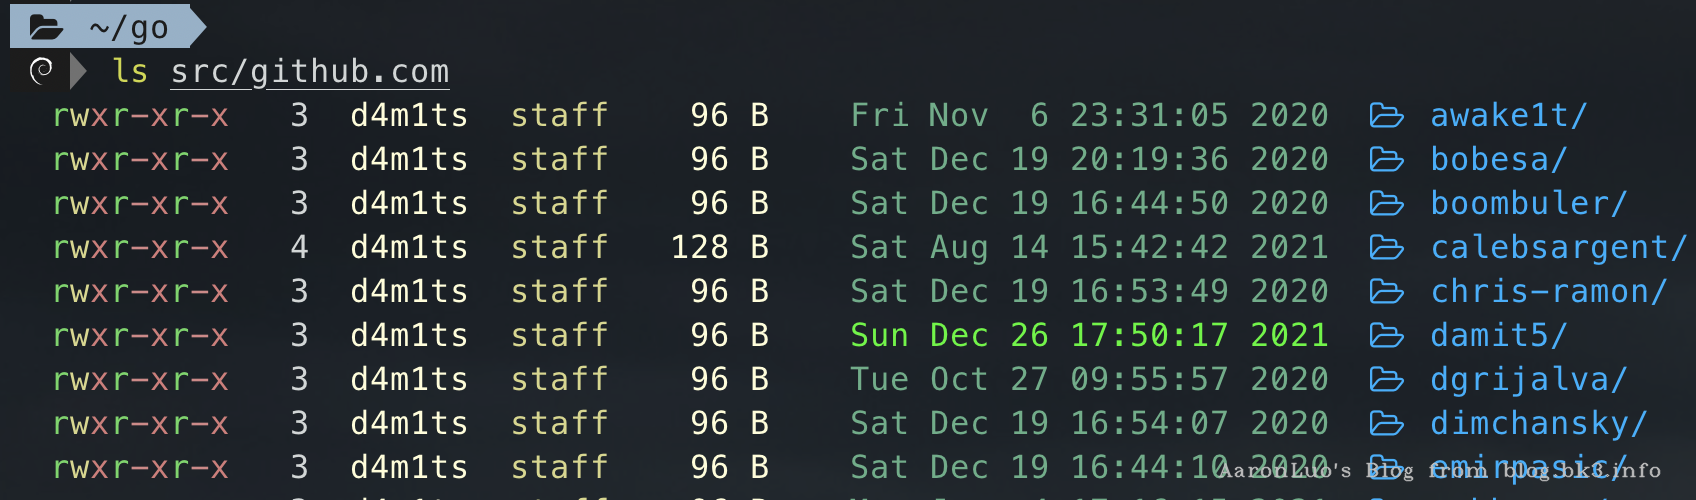 ~/go
ls src/github.com
rwxr-xr-x 3 d4m1ts staff 96 B Fri Nov 6 23:31:05 2020 awake1t/
rwxr-xr-x 3 d4m1ts staff 96 B Sat Dec 19 20:19:36 2020 bobesa/
rwxr-xr-x 3 d4m1ts staff 96 B Sat Dec 19 16:44:50 2020 boombuler/
rwxr-xr-x 4 d4m1ts staff 128 B Sat Aug 14 15:42:42 2021 calebsargent/
rwxr-xr-x 3 d4m1ts staff 96 B Sat Dec 19 16:53:49 2020 chris-ramon/
rwxr-xr-x 3 d4m1ts staff 96 B Sun Dec 26 17:50:17 2021 damit5/
rwxr-xr-x 3 d4m1ts staff 96 B Tue Oct 27 09:55:57 2020 dgrijalva/
rwxr-xr-x 3 d4m1ts staff 96 B Sat Dec 19 16:54:07 2020 dimchansky/
rwxr-xr-x 3 d4m1ts staff 96 B Sat Dec 19 16:44:10 2020 emirpasic/
AaronLuo's Blog from blog.bk3.info